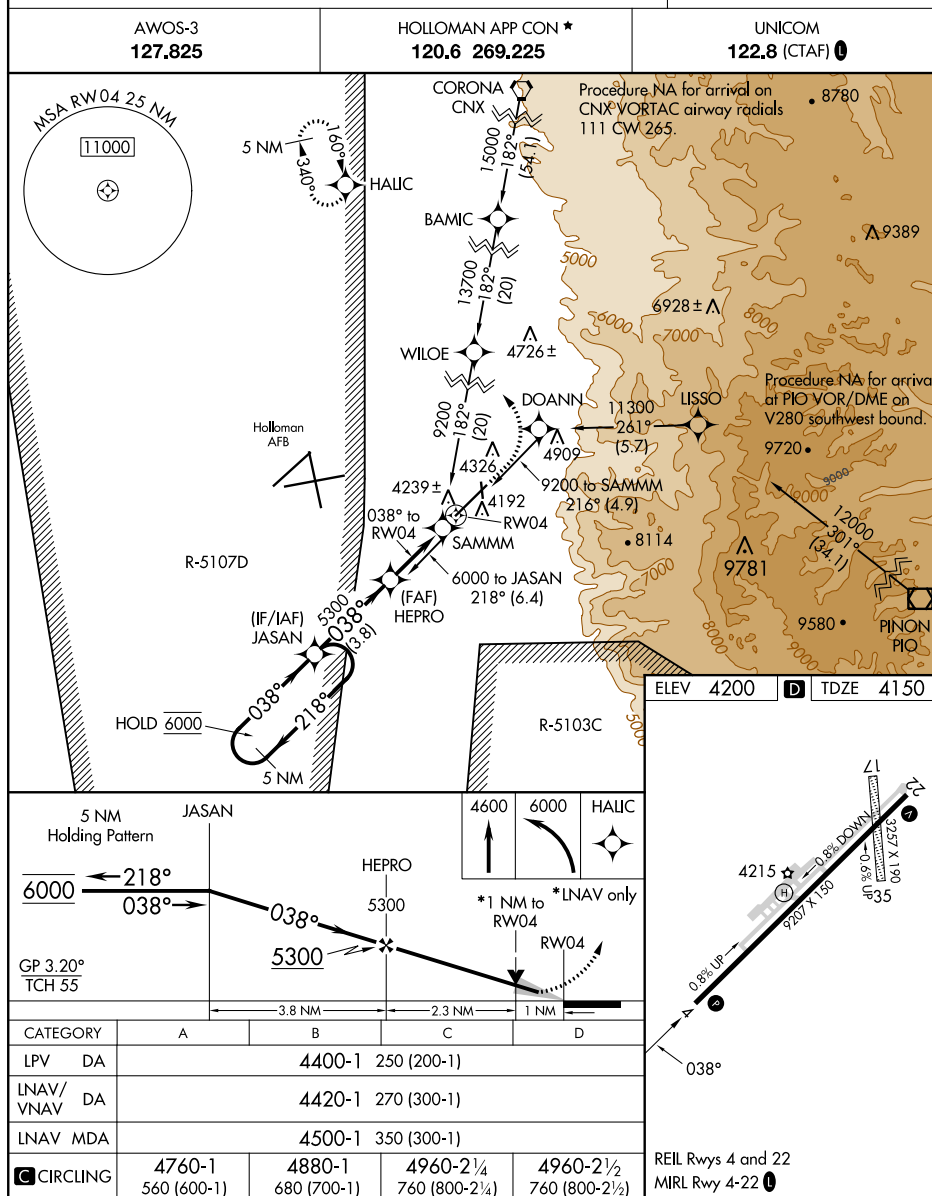 AWOS-3
127.825
HOLLOMAN APP CON ★
120.6 269.225
UNICOM
122.8 (CTAF) L
MSA RW04 25 NM
11000
5 NM
160°
340°
HALIC
CORONA
CNX
15000
182°
(54.1)
Procedure NA for arrival on
CNX VORTAC airway radials
111 CW 265.
8780
BAMIC
9389
13700
182°
(20)
5000
6928±
6000
7000
8000
WILOE
4726±
Procedure NA for arriva
at PIO VOR/DME on
V280 southwest bound.
DOANN
11300
261°
(5.7)
LISSO
9200
182°
(20)
Holloman
AFB
4909
4326
9720
9000
9000
9200 to SAMMM
216° (4.9)
4239±
4192
RW04
12000
301°
(34.1)
038° to
RW04
SAMMM
8114
9781
R-5107D
7000
6000 to JASAN
218° (6.4)
(FAF)
HEPRO
(IF/IAF)
JASAN
5300
038°
(3.8)
9580
PINON
PIO
8000
9000
038°
218°
HOLD 6000
5 NM
R-5103C
5000
ELEV 4200 D TDZE 4150
5 NM
Holding Pattern
JASAN
4600
6000
HALIC
6000
218°
038°
038°
HEPRO
5300
5300
*1 NM to
RW04
*LNAV only
RW04
GP 3.20°
TCH 55
3.8 NM
2.3 NM
1 NM
17
22
V
3257 X 190
0.8% DOWN
0.6% UP
35
4215
H
9207 X 150
0.8% UP
4
P
038°
CATEGORY A B C D
LPV DA 4400-1 250 (200-1)
LNAV/
VNAV DA 4420-1 270 (300-1)
LNAV MDA 4500-1 350 (300-1)
C CIRCLING 4760-1 4880-1 4960-2¼ 4960-2½
560 (600-1) 680 (700-1) 760 (800-2¼) 760 (800-2½)
REIL Rwys 4 and 22
MIRL Rwy 4-22 L